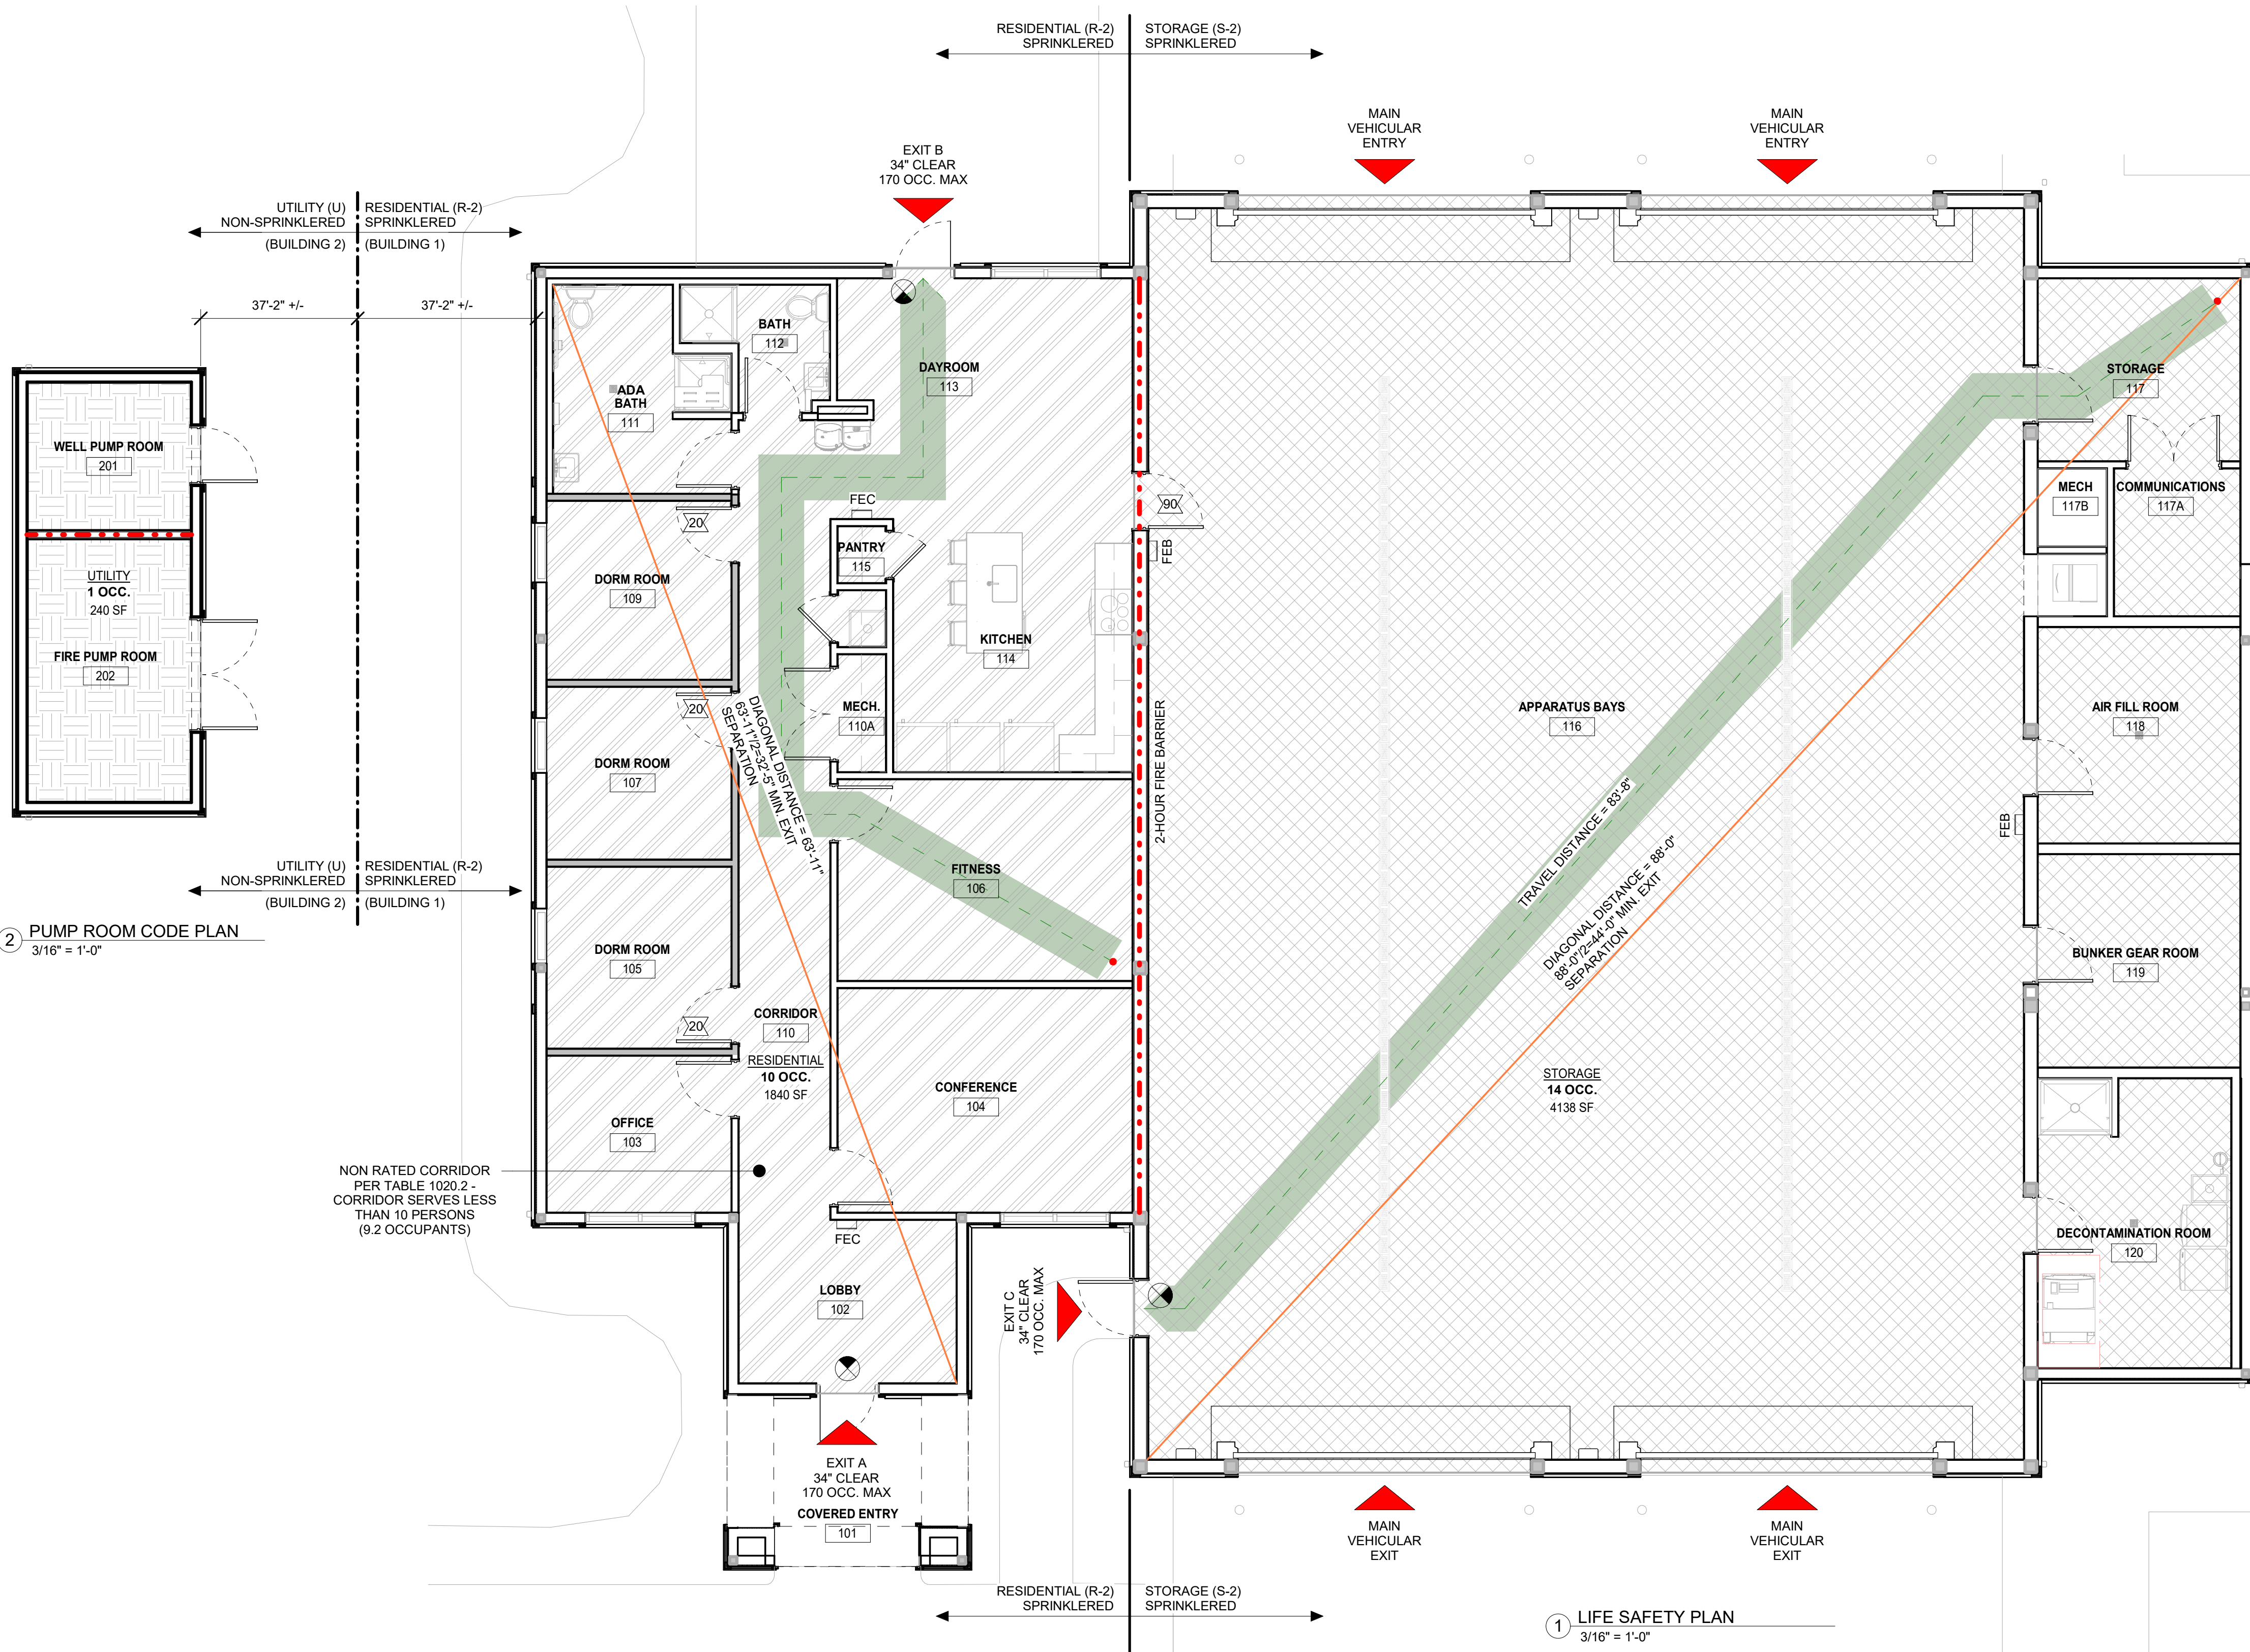 RESIDENTIAL (R-2)
SPRINKLERED
STORAGE (S-2)
SPRINKLERED
MAIN
VEHICULAR
ENTRY
MAIN
VEHICULAR
ENTRY
EXIT B
34" CLEAR
170 OCC. MAX
UTILITY (U)
NON-SPRINKLERED
(BUILDING 2)
RESIDENTIAL (R-2)
SPRINKLERED
(BUILDING 1)
37'-2" +/-
37'-2" +/-
WELL PUMP ROOM
201
UTILITY
1 OCC.
240 SF
FIRE PUMP ROOM
202
UTILITY (U)
NON-SPRINKLERED
(BUILDING 2)
RESIDENTIAL (R-2)
SPRINKLERED
(BUILDING 1)
2
PUMP ROOM CODE PLAN
3/16" = 1'-0"
BATH
112
ADA
BATH
111
DAYROOM
113
FEC
PANTRY
115
20
DORM ROOM
109
KITCHEN
114
20
MECH.
110A
DORM ROOM
107
DIAGONAL DISTANCE = 63'-11"
63'-11"/2=32'-5" MIN. EXIT
SEPARATION
FITNESS
106
DORM ROOM
105
20
CORRIDOR
110
RESIDENTIAL
10 OCC.
1840 SF
CONFERENCE
104
OFFICE
103
NON RATED CORRIDOR
PER TABLE 1020.2 -
CORRIDOR SERVES LESS
THAN 10 PERSONS
(9.2 OCCUPANTS)
FEC
LOBBY
102
EXIT A
34" CLEAR
170 OCC. MAX
COVERED ENTRY
101
EXIT C
34" CLEAR
170 OCC. MAX
90
FEB
2-HOUR FIRE BARRIER
APPARATUS BAYS
116
TRAVEL DISTANCE = 83'-8"
DIAGONAL DISTANCE = 88'-0"
88'-0"/2=44'-0" MIN. EXIT
SEPARATION
STORAGE
14 OCC.
4138 SF
STORAGE
117
MECH
117B
COMMUNICATIONS
117A
AIR FILL ROOM
118
FEB
BUNKER GEAR ROOM
119
DECONTAMINATION ROOM
120
MAIN
VEHICULAR
EXIT
MAIN
VEHICULAR
EXIT
RESIDENTIAL (R-2)
SPRINKLERED
STORAGE (S-2)
SPRINKLERED
1
LIFE SAFETY PLAN
3/16" = 1'-0"